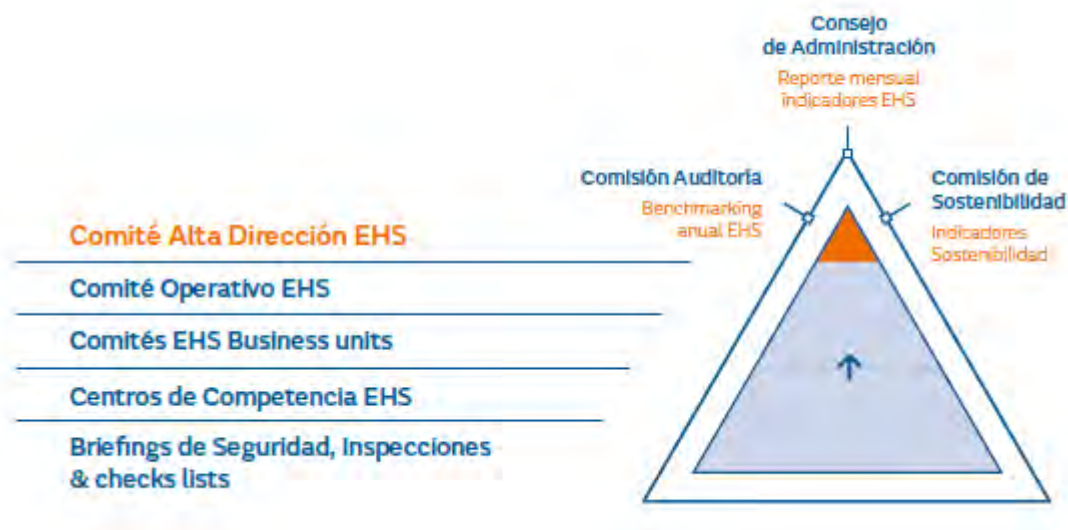 Consejo
de Administración
Reporte mensual
indicadores EHS
Comisión Auditoría
Benchmarking
anual EHS
Comisión de
Sostenibilidad
Indicadores
Sostenibilidad
Comité Alta Dirección EHS
Comité Operativo EHS
Comités EHS Business units
Centros de Competencia EHS
Briefings de Seguridad, Inspecciones
& checks lists